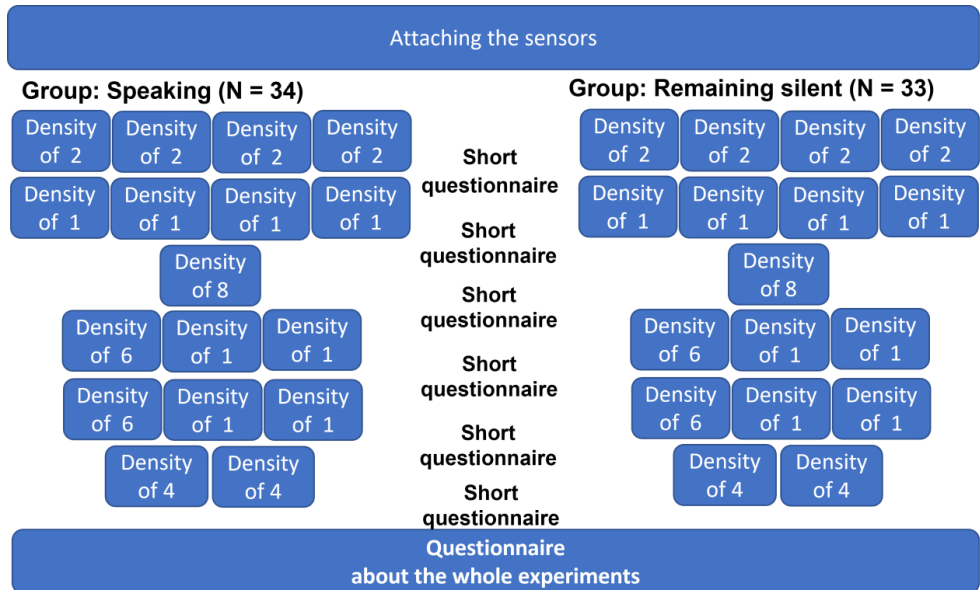 Attaching the sensors
Group: Speaking (N = 34)
Group: Remaining silent (N = 33)
Density of 2
Density of 2
Density of 2
Density of 2
Short questionnaire
Density of 2
Density of 2
Density of 2
Density of 2
Density of 1
Density of 1
Density of 1
Density of 1
Short questionnaire
Density of 1
Density of 1
Density of 1
Density of 1
Density of 8
Short questionnaire
Density of 8
Density of 6
Density of 1
Density of 1
Short questionnaire
Density of 6
Density of 1
Density of 1
Density of 6
Density of 1
Density of 1
Short questionnaire
Density of 6
Density of 1
Density of 1
Density of 4
Density of 4
Short questionnaire
Density of 4
Density of 4
Questionnaire
about the whole experiments